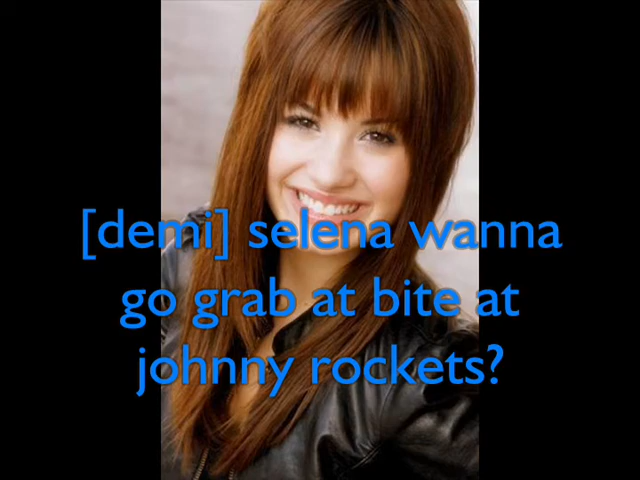 [demi] selena wanna
go grab at bite at
johnny rockets?